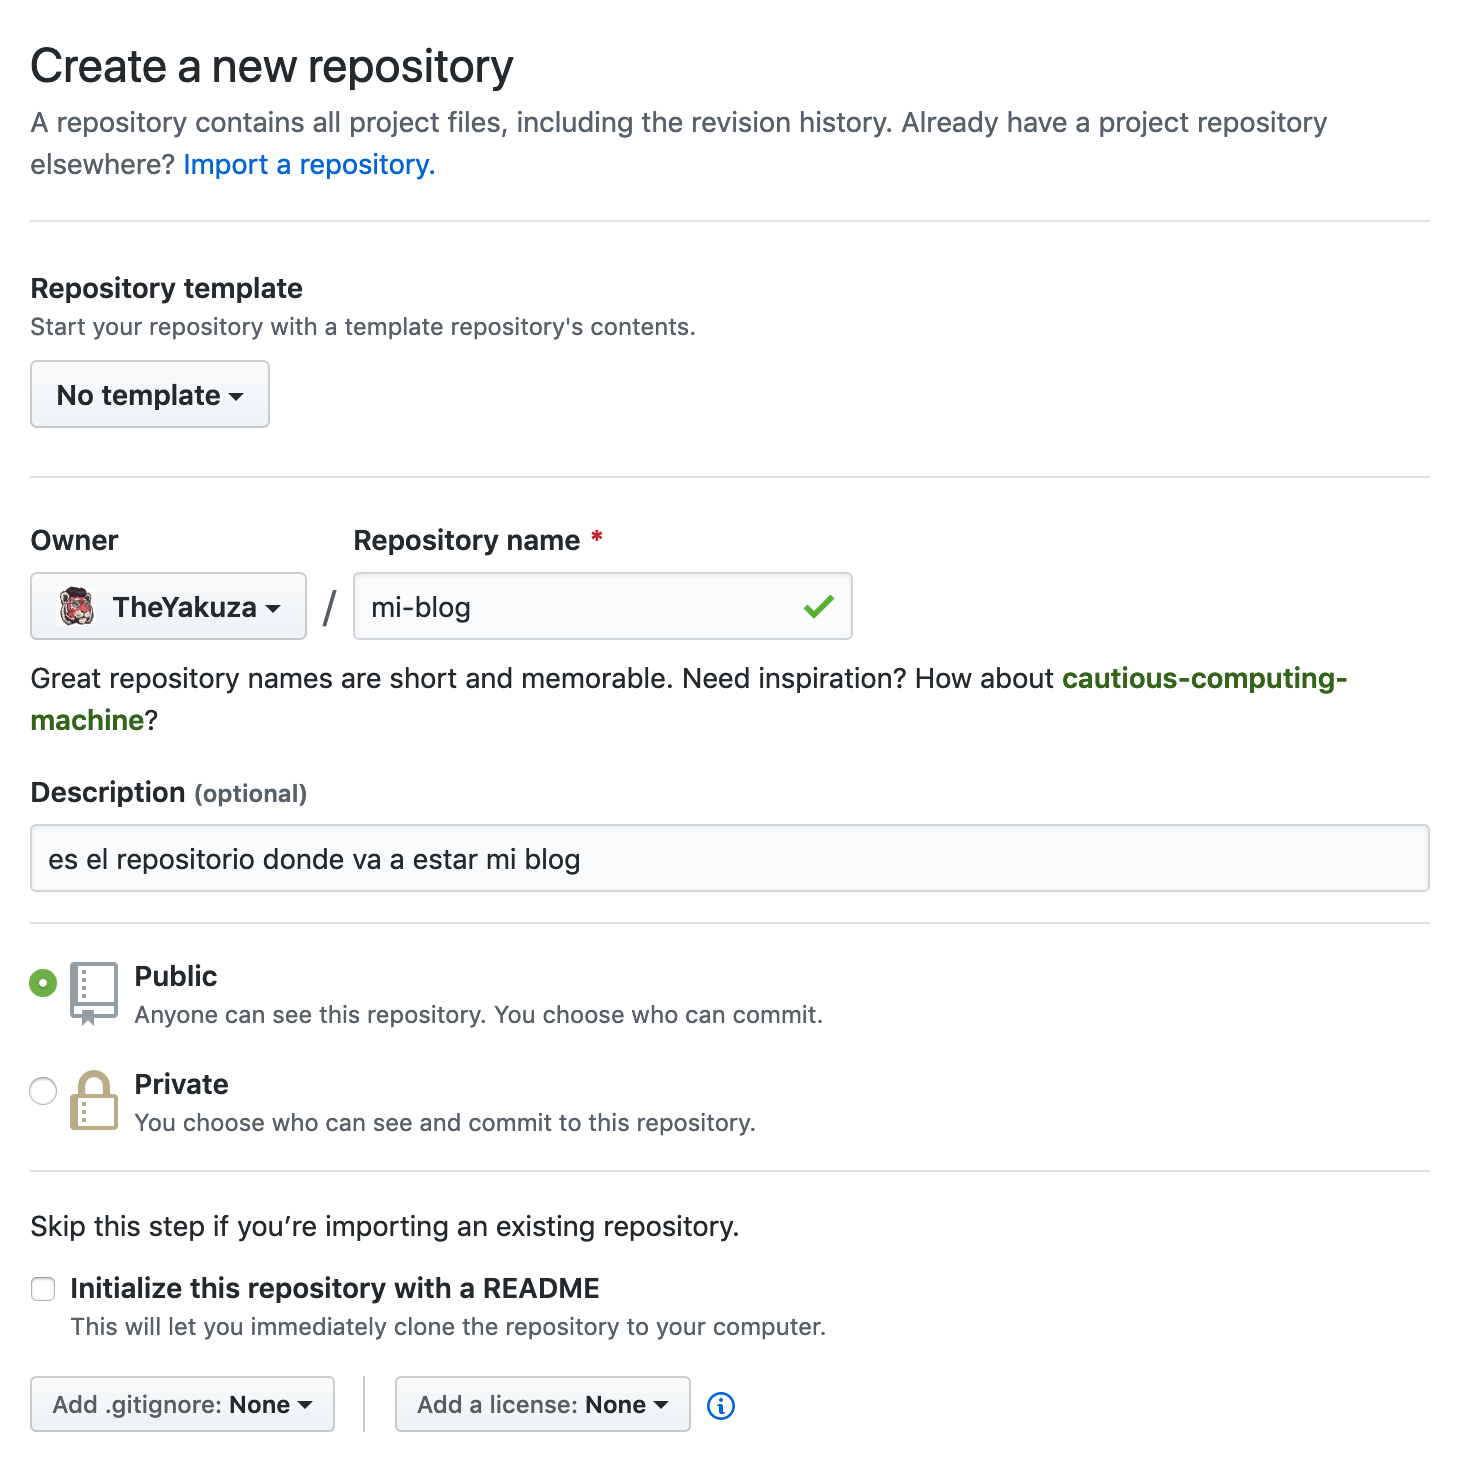 Create a new repository
A repository contains all project files, including the revision history. Already have a project repository
elsewhere? Import a repository.
Repository template
Start your repository with a template repository's contents.
No template
Owner
Repository name *
TheYakuza / mi-blog
Great repository names are short and memorable. Need inspiration? How about cautious-computing-
machine?
Description (optional)
es el repositorio donde va a estar mi blog
Public
Anyone can see this repository. You choose who can commit.
Private
You choose who can see and commit to this repository.
Skip this step if you’re importing an existing repository.
Initialize this repository with a README
This will let you immediately clone the repository to your computer.
Add .gitignore: None
Add a license: None